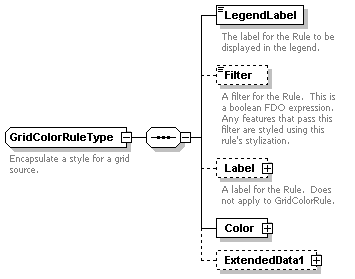 LegendLabel
The label for the Rule to be
displayed in the legend.
Filter
A filter for the Rule.  This is
a boolean FDO expression.
Any features that pass this
filter are styled using this
rule's stylization.
GridColorRuleType
Encapsulate a style for a grid
source.
Label
A label for the Rule.  Does
not apply to GridColorRule.
Color
ExtendedData1